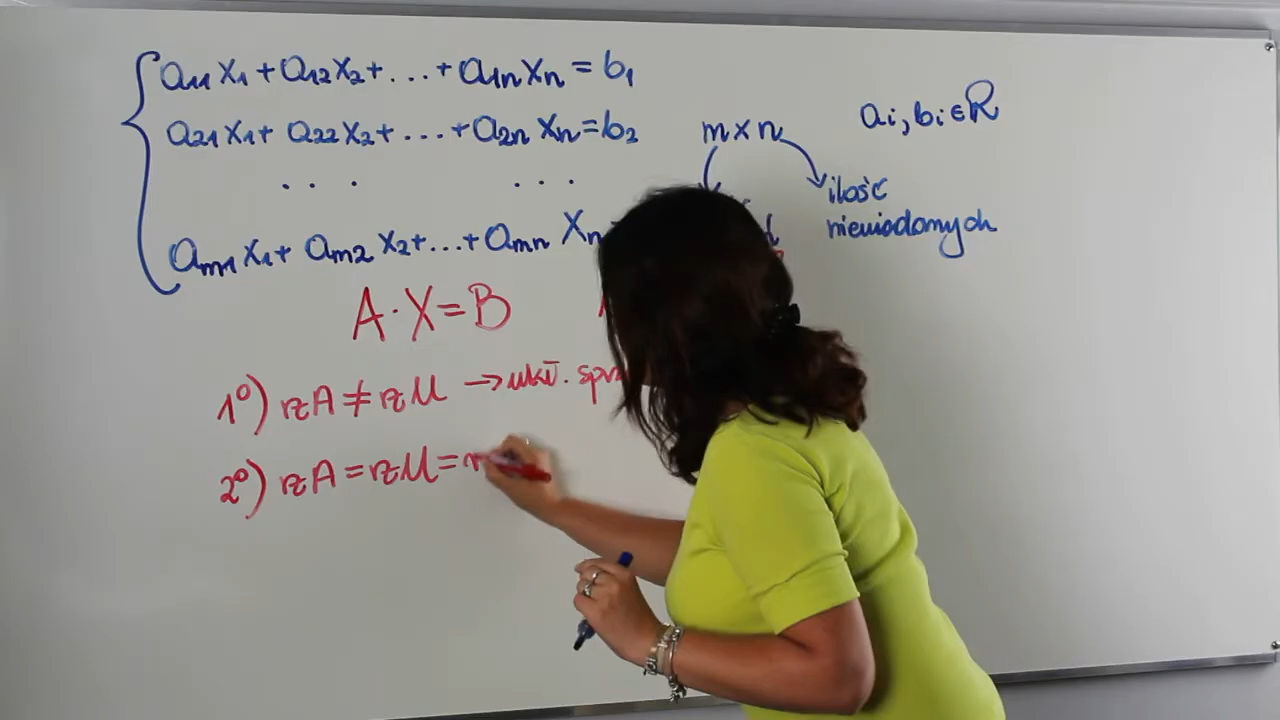 a11 x1 + a12 x2 + ... + a1n xn = b1
a21 x1 + a22 x2 + ... + a2n xn = b2
m x n
ai, bi ∈ R
... ...
ilość
niewiadomych
am1 x1 + am2 x2 + ... + amn Xn
A · X = B
1°) rzA ≠ rzU → ukł.
2°) rzA = rzU =